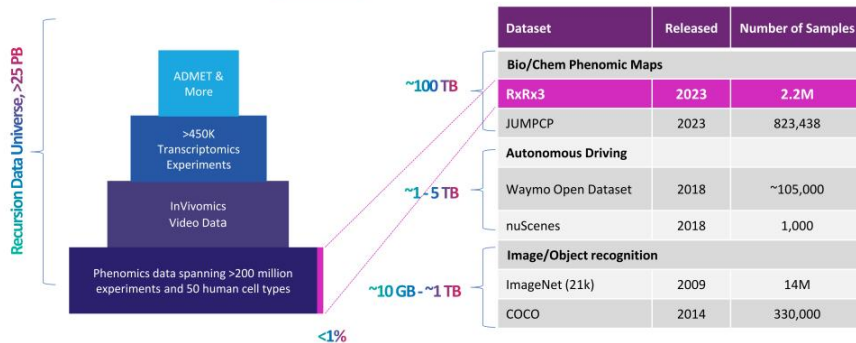 Recursion Data Universe, >25 PB
ADMET &
More
>450K
Transcriptomics
Experiments
InVivomics
Video Data
Phenomics data spanning >200 million
experiments and 50 human cell types
<1%
~100 TB
~1 - 5 TB
~10 GB - ~1 TB
Dataset Released Number of Samples
Bio/Chem Phenomic Maps
RxRx3 2023 2.2M
JUMPCP 2023 823,438
Autonomous Driving
Waymo Open Dataset 2018 ~105,000
nuScenes 2018 1,000
Image/Object recognition
ImageNet (21k) 2009 14M
COCO 2014 330,000